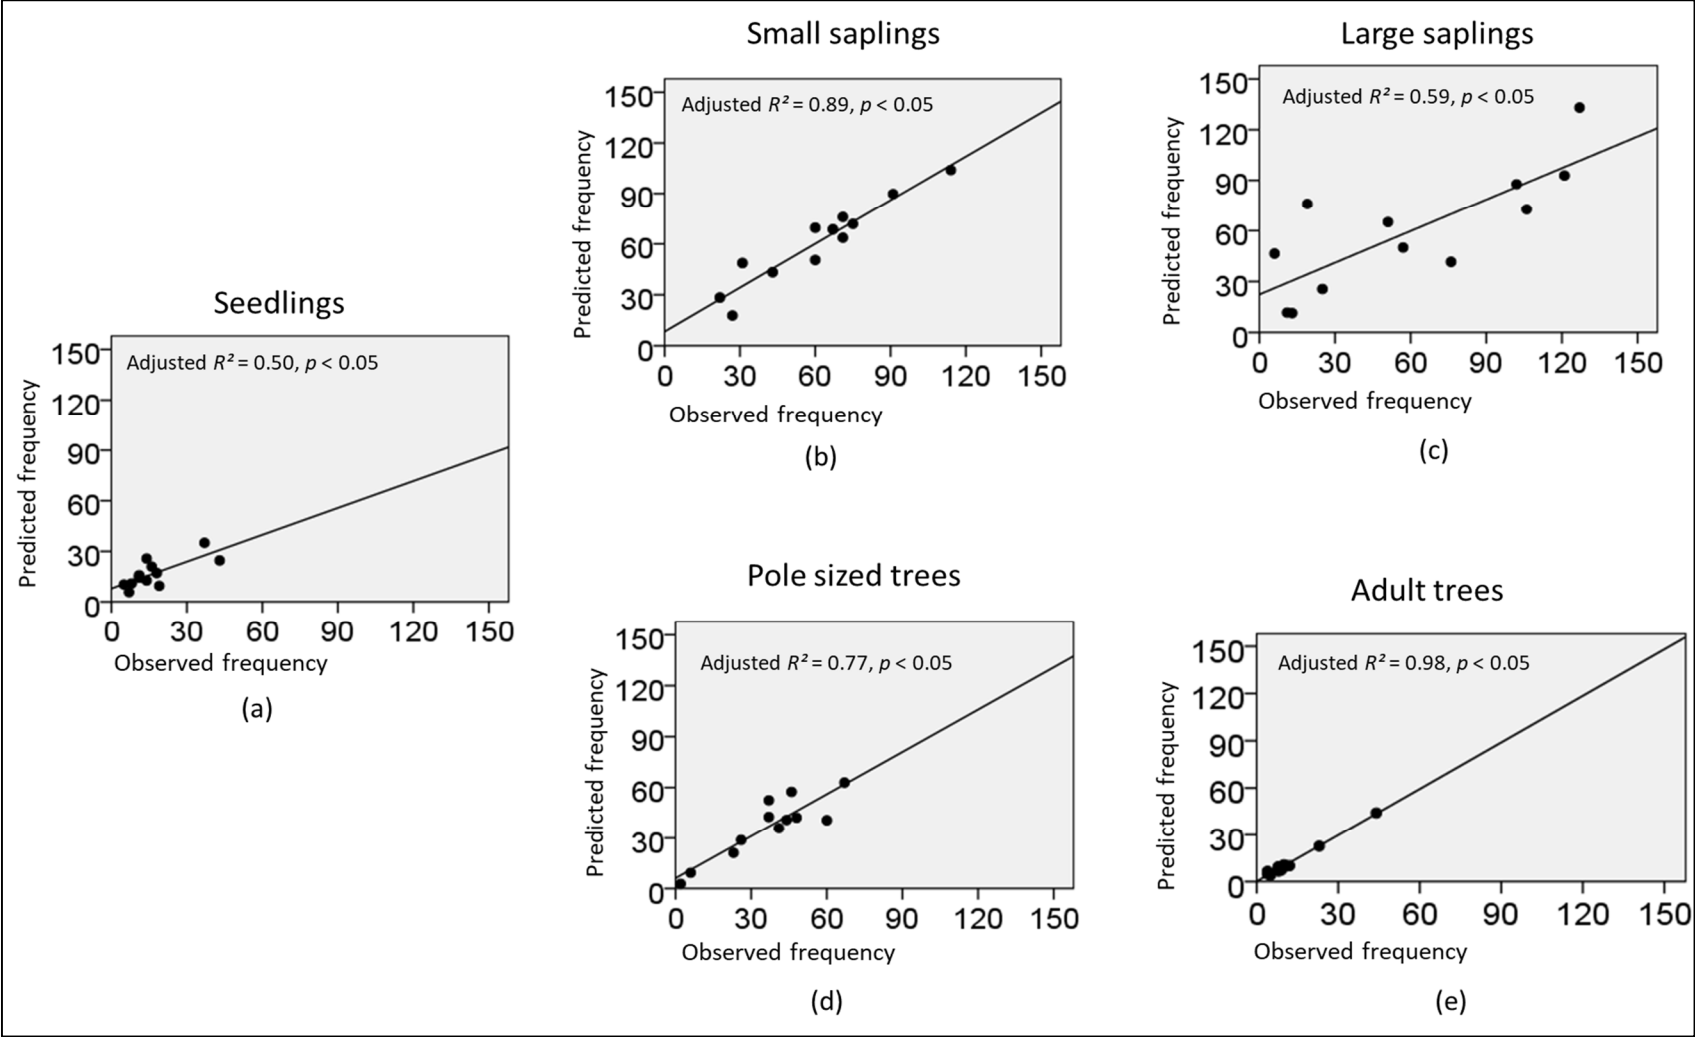 Seedlings
Adjusted R² = 0.50, p < 0.05
Predicted frequency
150
120
90
60
30
0
0 30 60 90 120 150
Observed frequency
(a)
Small saplings
Adjusted R² = 0.89, p < 0.05
Predicted frequency
150
120
90
60
30
0
0 30 60 90 120 150
Observed frequency
(b)
Large saplings
Adjusted R² = 0.59, p < 0.05
Predicted frequency
150
120
90
60
30
0
0 30 60 90 120 150
Observed frequency
(c)
Pole sized trees
Adjusted R² = 0.77, p < 0.05
Predicted frequency
150
120
90
60
30
0
0 30 60 90 120 150
Observed frequency
(d)
Adult trees
Adjusted R² = 0.98, p < 0.05
Predicted frequency
150
120
90
60
30
0
0 30 60 90 120 150
Observed frequency
(e)